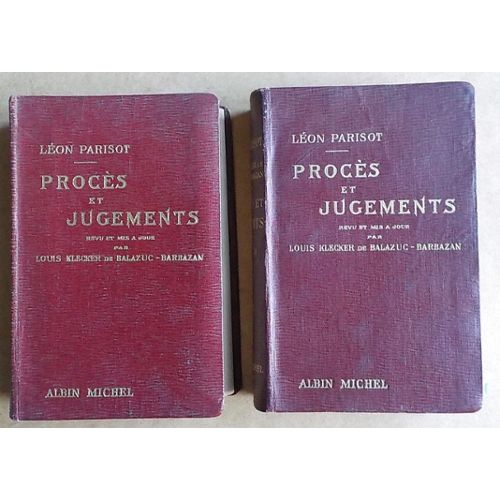 LÉON PARISOT
PROCÈS
ET
JUGEMENTS
REVU ET MIS A JOUR
PAR
LOUIS KLECKER DE BALAZUC-BARBAZAN
ALBIN MICHEL
LÉON PARISOT
PROCÈS
ET
JUGEMENTS
REVU ET MIS A JOUR
PAR
LOUIS KLECKER DE BALAZUC-BARBAZAN
ALBIN MICHEL